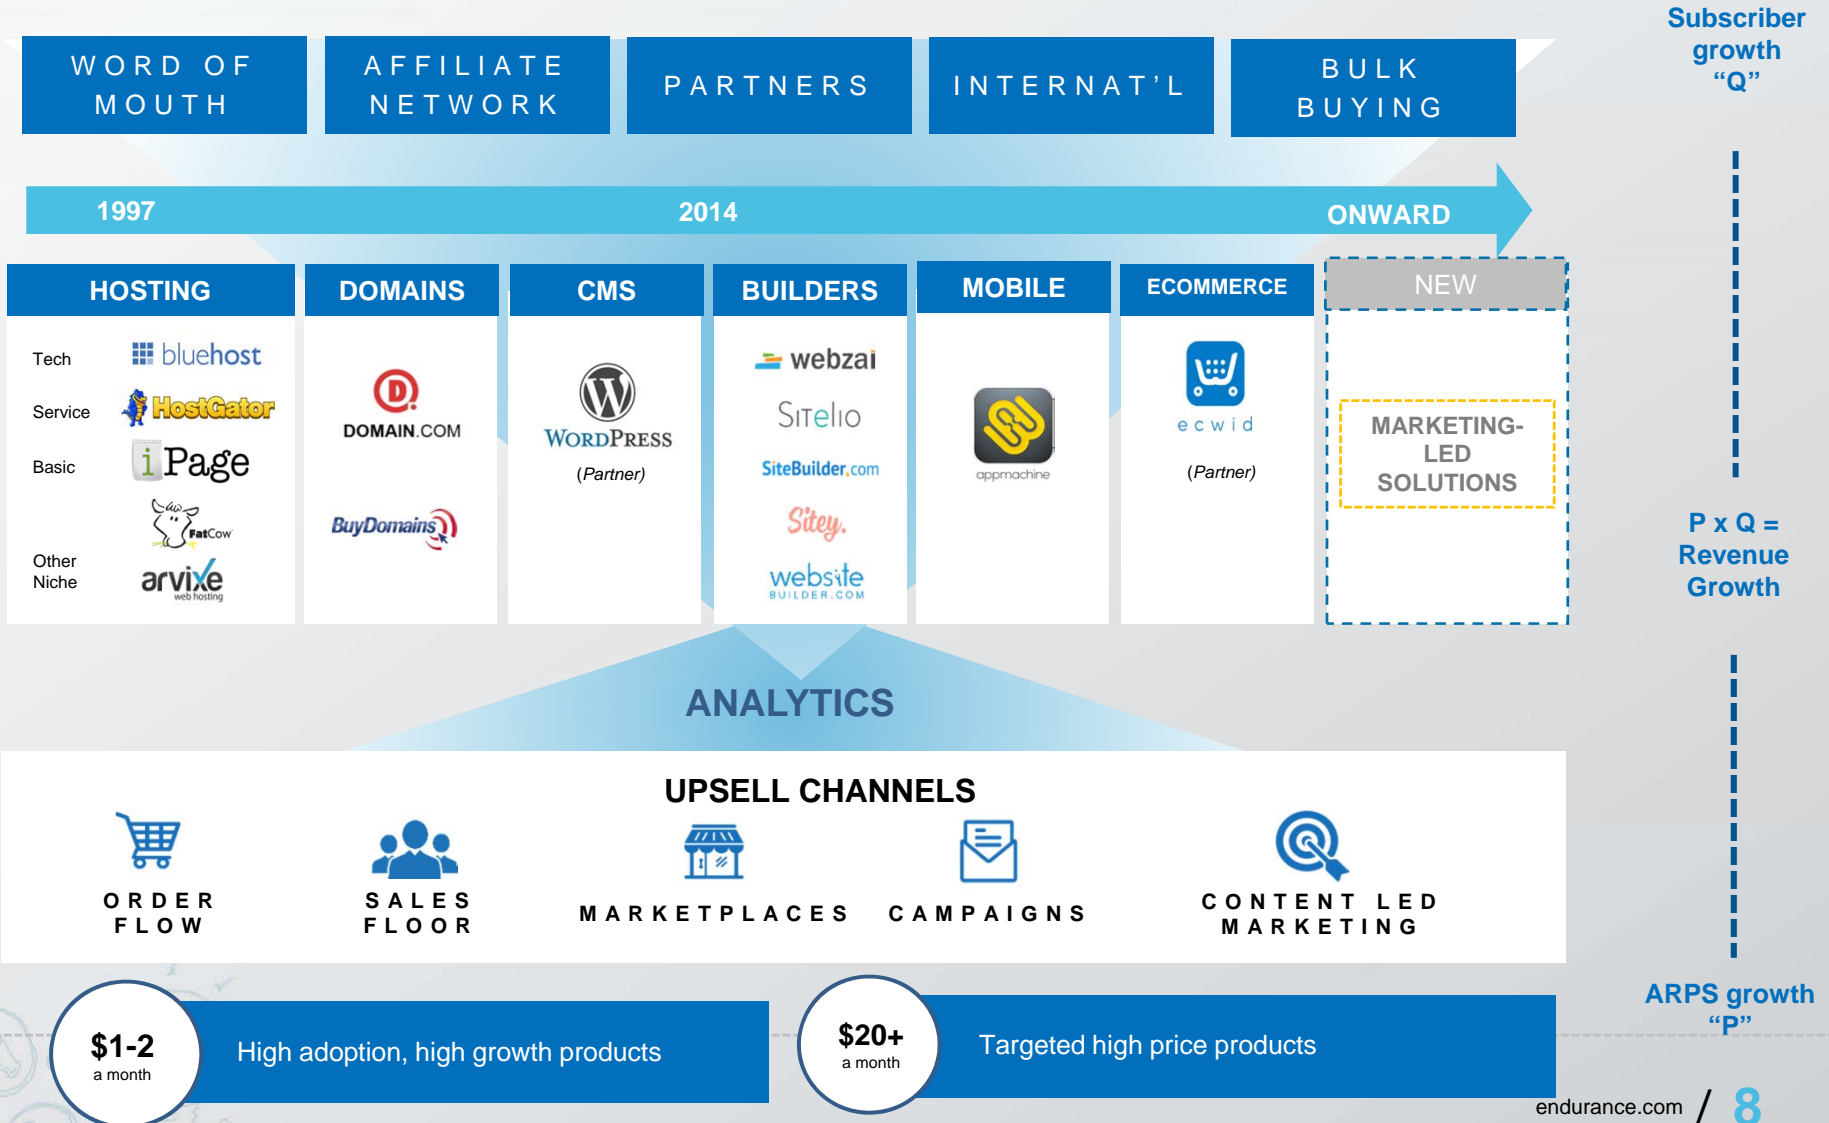 Subscriber
growth
“Q”
WORD OF
MOUTH
AFFILIATE
NETWORK
PARTNERS
INTERNAT’L
BULK
BUYING
1997
2014
ONWARD
HOSTING
DOMAINS
CMS
BUILDERS
MOBILE
ECOMMERCE
NEW
Tech
bluehost
Service
HostGator
Basic
iPage
FatCow
Other
Niche
arvixe
web hosting
D
DOMAIN.COM
BuyDomains
W
WORDPRESS
(Partner)
webzai
SITelIO
SiteBuilder.com
Sitey.
website
BUILDER.COM
appmachine
ecwid
(Partner)
MARKETING-
LED
SOLUTIONS
P x Q =
Revenue
Growth
ANALYTICS
UPSELL CHANNELS
ORDER
FLOW
SALES
FLOOR
MARKETPLACES
CAMPAIGNS
CONTENT LED
MARKETING
ARPS growth
“P”
$1-2
a month
High adoption, high growth products
$20+
a month
Targeted high price products
endurance.com / 8